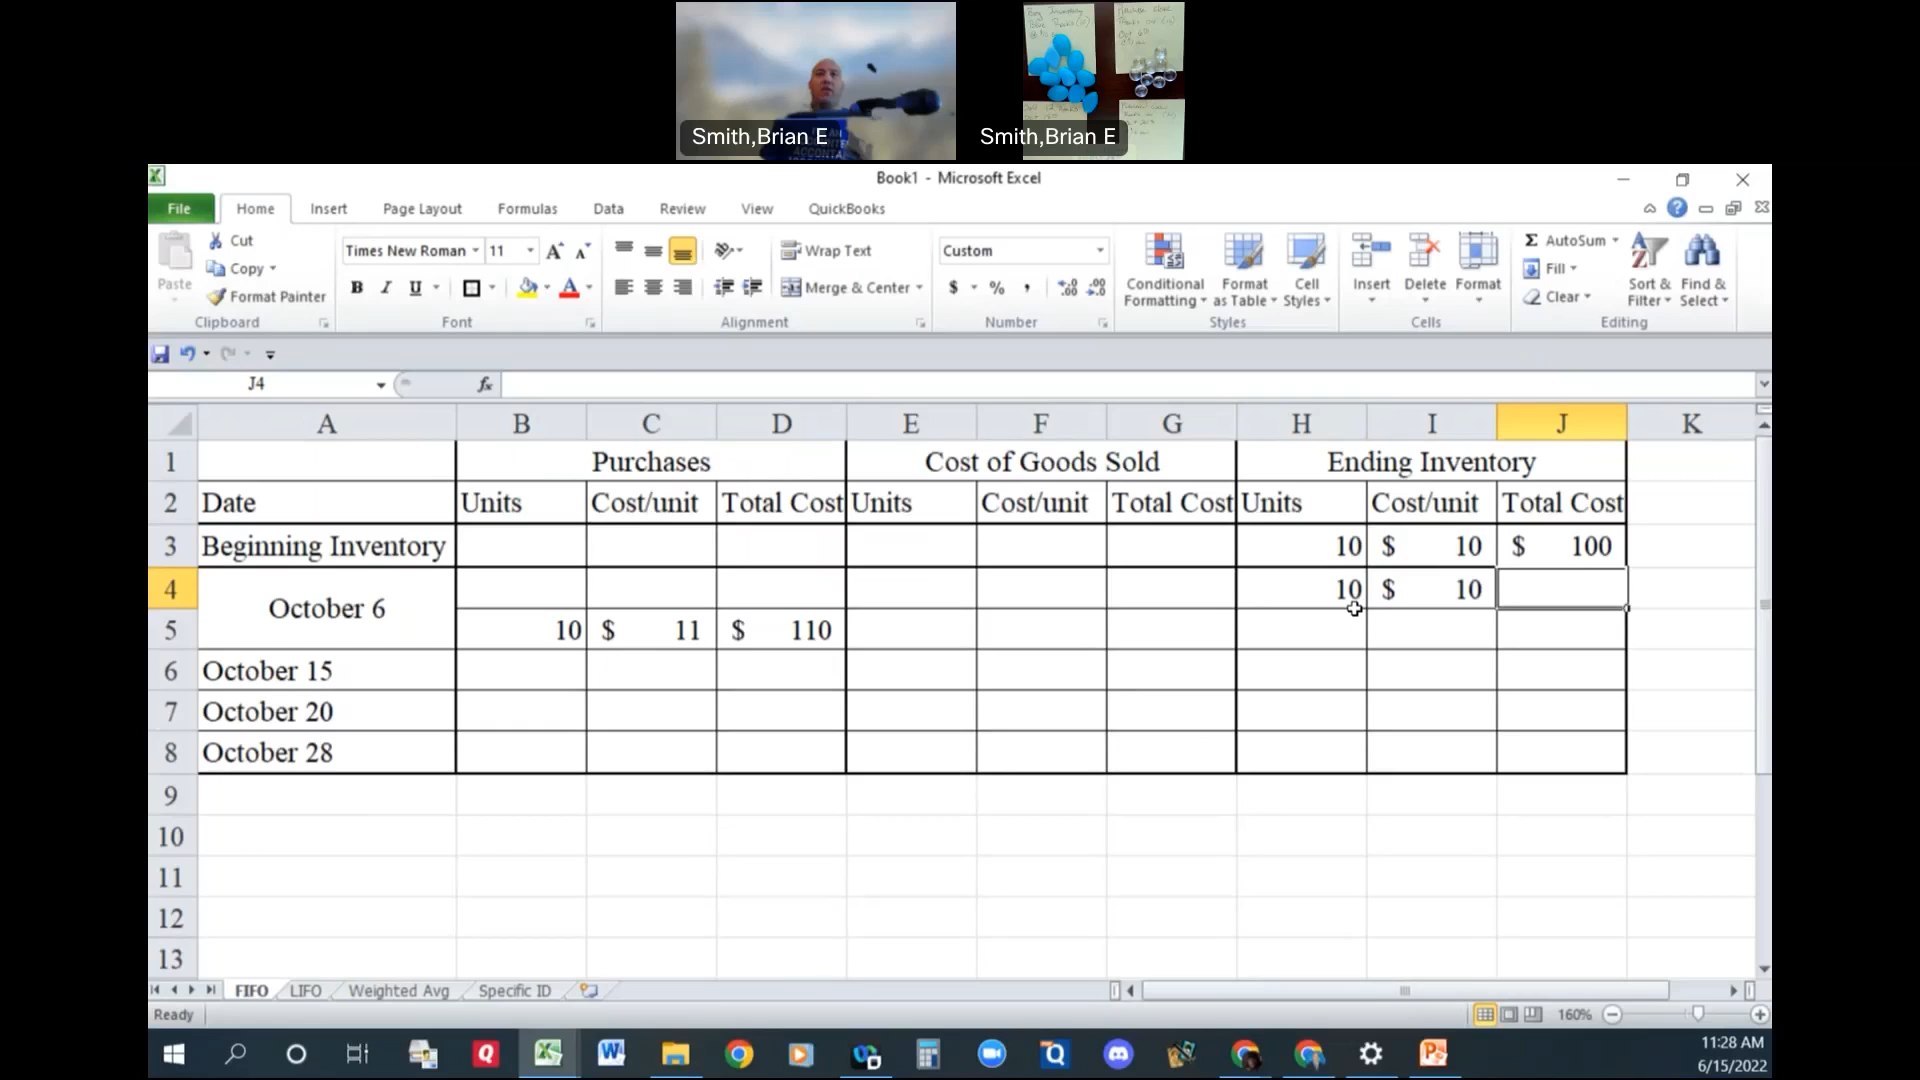 Smith,Brian E
Smith,Brian E
Book1 - Microsoft Excel
File Home Insert Page Layout Formulas Data Review View QuickBooks
Paste
Cut
Copy
Format Painter
Clipboard
Times New Roman 11
B I U
Font
Wrap Text
Merge & Center
Alignment
Custom
$ % ,
Number
Conditional Formatting
Format as Table
Cell Styles
Styles
Insert Delete Format
Cells
Σ AutoSum
Fill
Clear
Sort & Filter
Find & Select
Editing
J4 fx
A B C D E F G H I J K
1 Purchases Cost of Goods Sold Ending Inventory
2 Date Units Cost/unit Total Cost Units Cost/unit Total Cost Units Cost/unit Total Cost
3 Beginning Inventory 10 $ 10 $ 100
4 10 $ 10
October 6
5 10 $ 11 $ 110
6 October 15
7 October 20
8 October 28
9
10
11
12
13
FIFO LIFO Weighted Avg Specific ID
Ready 160%
11:28 AM
6/15/2022